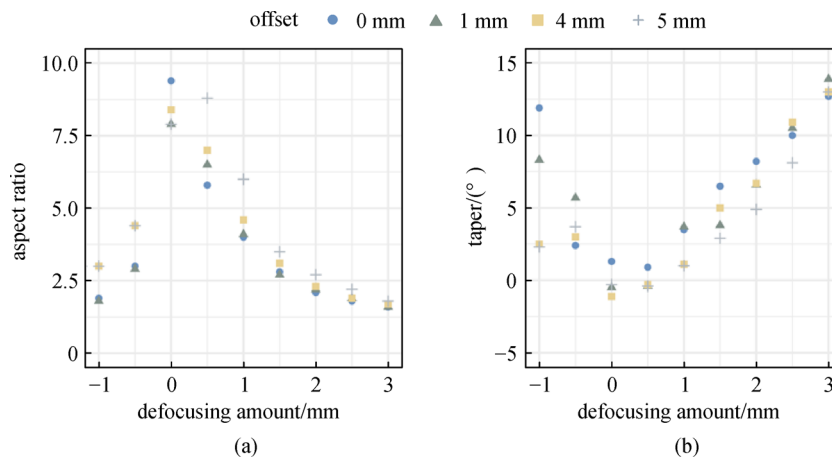 offset 0 mm 1 mm 4 mm 5 mm
10.0
7.5
5.0
2.5
0
−1 0 1 2 3
aspect ratio
defocusing amount/mm
(a)
15
10
5
0
−5
−1 0 1 2 3
taper/(°)
defocusing amount/mm
(b)